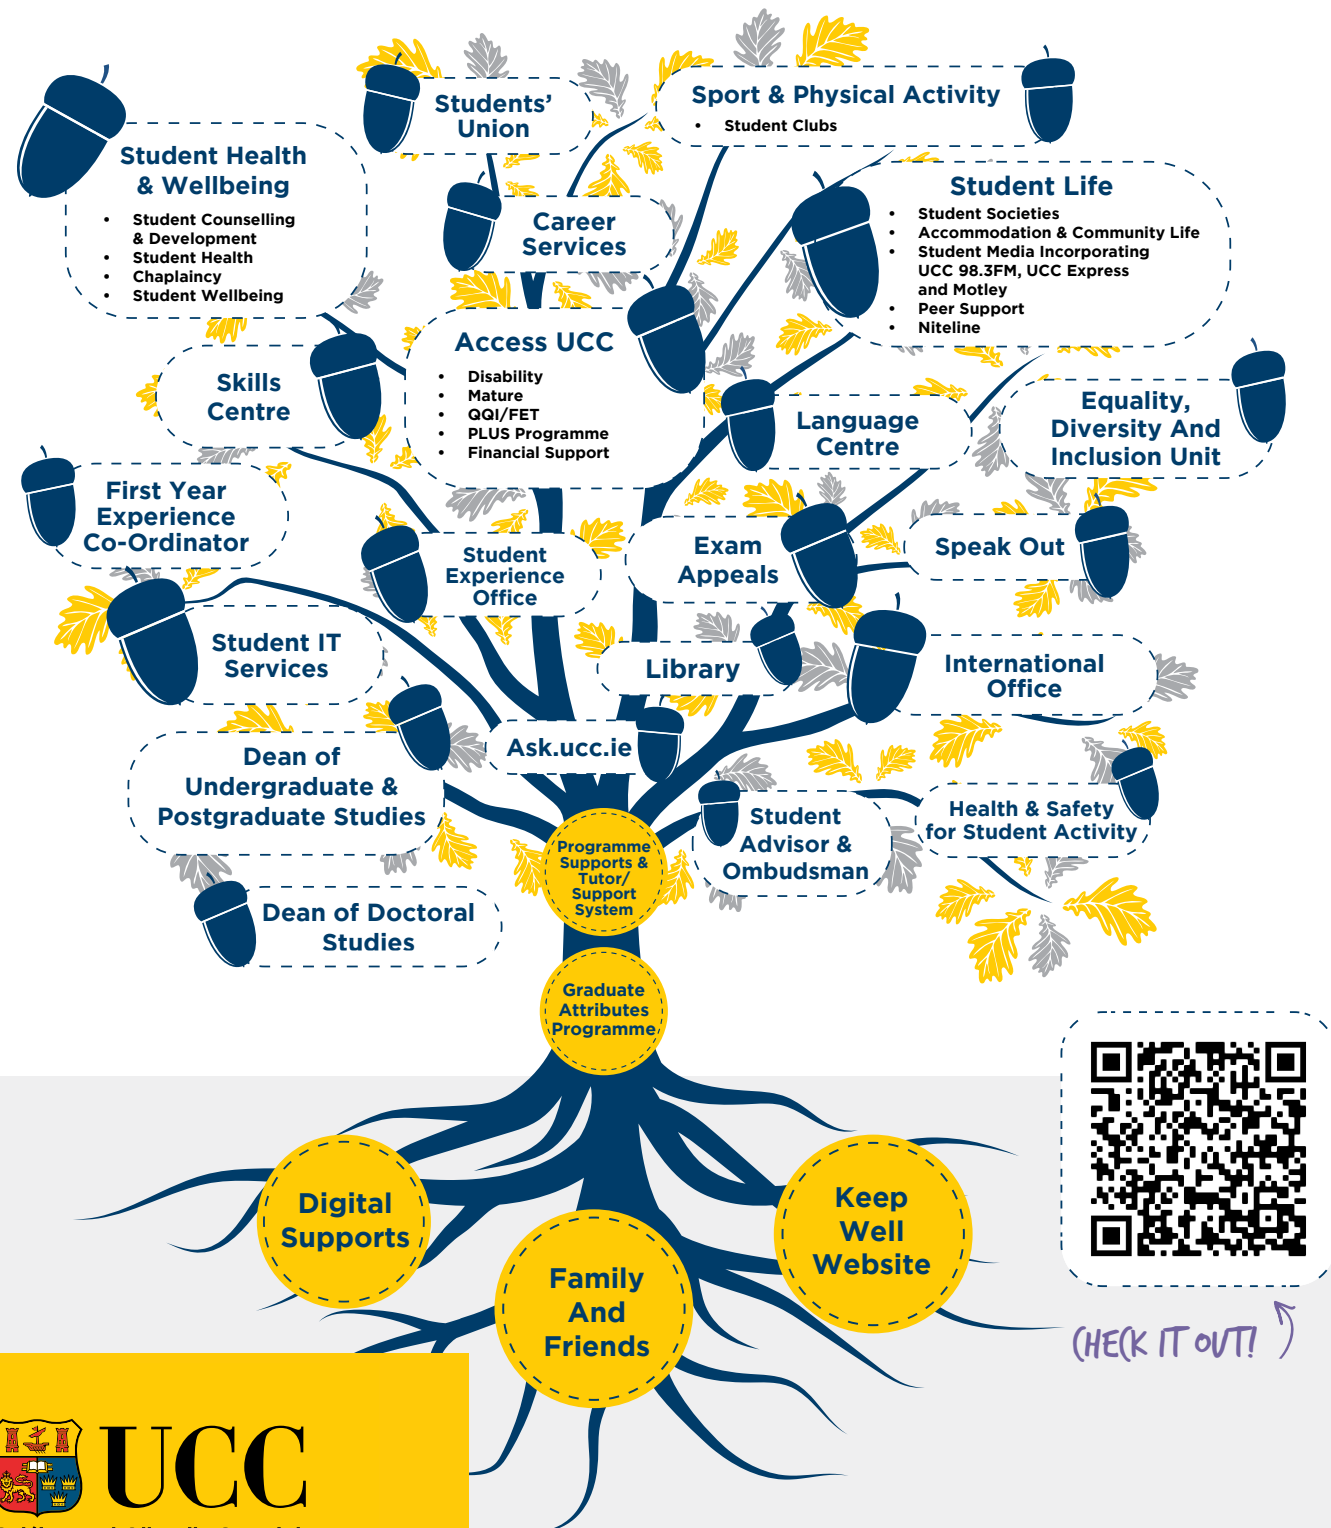 Students'
Union
Sport & Physical Activity
• Student Clubs
Student Health
& Wellbeing
• Student Counselling
& Development
• Student Health
• Chaplaincy
• Student Wellbeing
Career
Services
Student Life
• Student Societies
• Accommodation & Community Life
• Student Media Incorporating
UCC 98.3FM, UCC Express
and Motley
• Peer Support
• Niteline
Access UCC
• Disability
• Mature
• QQI/FET
• PLUS Programme
• Financial Support
Skills
Centre
Language
Centre
Equality,
Diversity And
Inclusion Unit
First Year
Experience
Co-Ordinator
Student
Experience
Office
Exam
Appeals
Speak Out
Student IT
Services
Library
International
Office
Dean of
Undergraduate &
Postgraduate Studies
Ask.ucc.ie
Student
Advisor &
Ombudsman
Health & Safety
for Student Activity
Programme
Supports &
Tutor/
Support
System
Dean of Doctoral
Studies
Graduate
Attributes
Programme
Digital
Supports
Family
And
Friends
Keep
Well
Website
CHECK IT OUT!
UCC